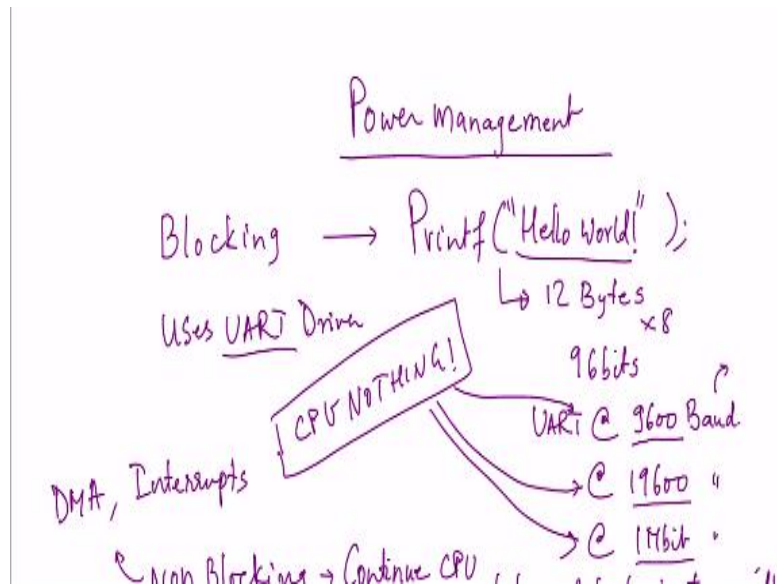 Power management
Blocking → Printf("Hello World!");
↳ 12 Bytes
×8
Uses UART Driver
96bits
CPU NOTHING!
UART @ 9600 Baud
@ 19600 "
@ 1Mbit "
DMA, Interrupts
Non Blocking → Continue CPU